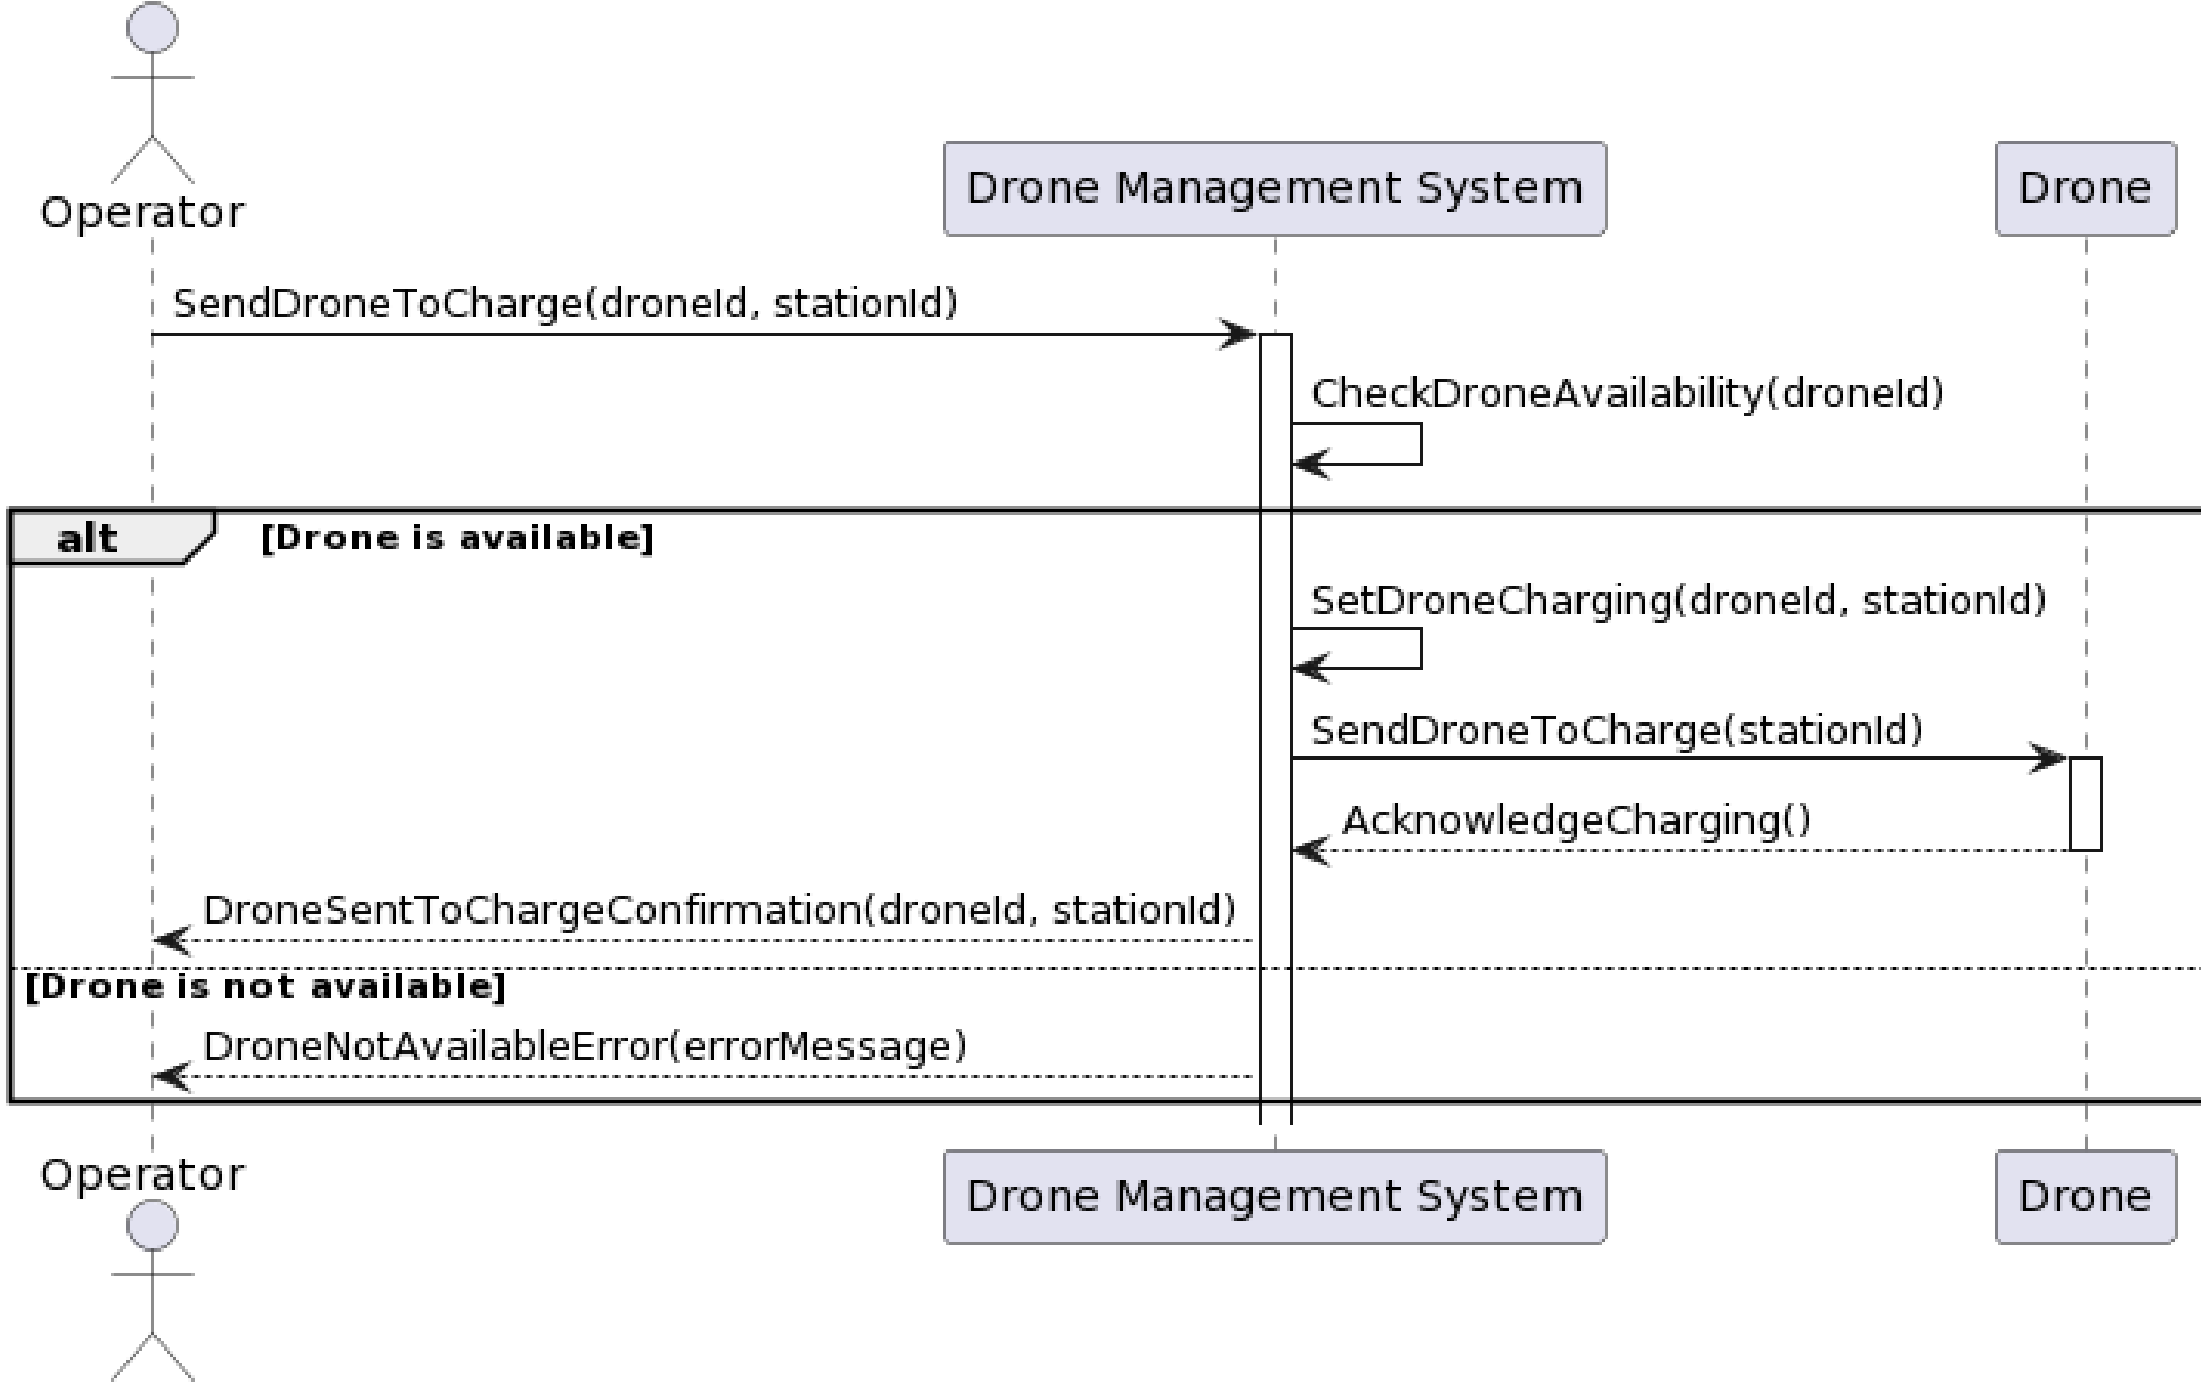 Operator
Drone Management System
Drone
SendDroneToCharge(droneId, stationId)
CheckDroneAvailability(droneId)
alt
[Drone is available]
SetDroneCharging(droneId, stationId)
SendDroneToCharge(stationId)
AcknowledgeCharging()
DroneSentToChargeConfirmation(droneId, stationId)
[Drone is not available]
DroneNotAvailableError(errorMessage)
Operator
Drone Management System
Drone